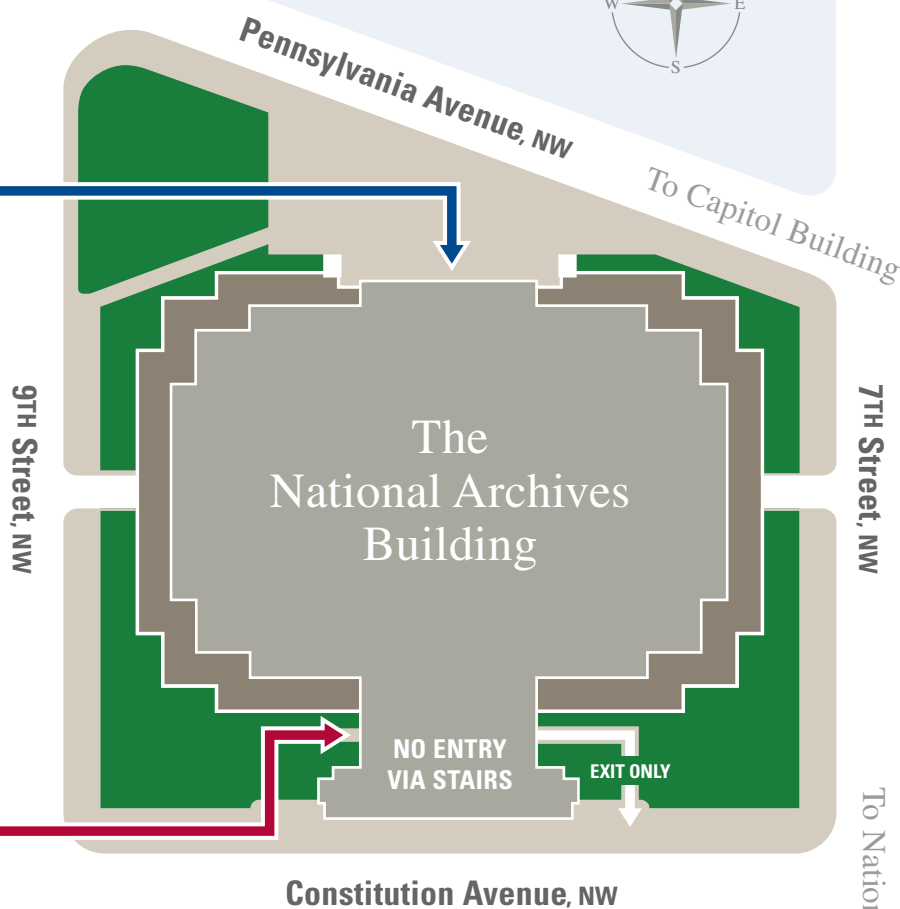 W E
S
Pennsylvania Avenue, NW
To Capitol Building
9TH Street, NW
7TH Street, NW
The
National Archives
Building
NO ENTRY
VIA STAIRS
EXIT ONLY
To
Constitution Avenue, NW